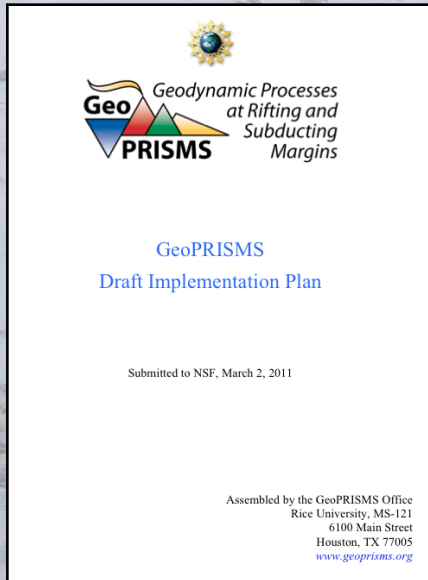 Geo
PRISMS
Geodynamic Processes
at Rifting and
Subducting
Margins
GeoPRISMS
Draft Implementation Plan
Submitted to NSF, March 2, 2011
Assembled by the GeoPRISMS Office
Rice University, MS-121
6100 Main Street
Houston, TX 77005
www.geoprisms.org